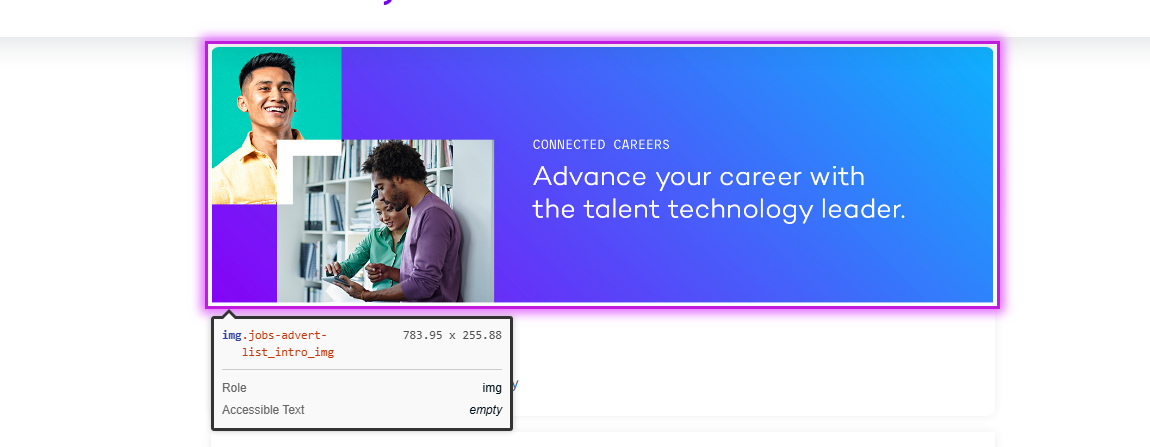 CONNECTED CAREERS
Advance your career with
the talent technology leader.
img.jobs-advert- 783.95 x 255.88
list_intro_img
Role img
Accessible Text empty
y